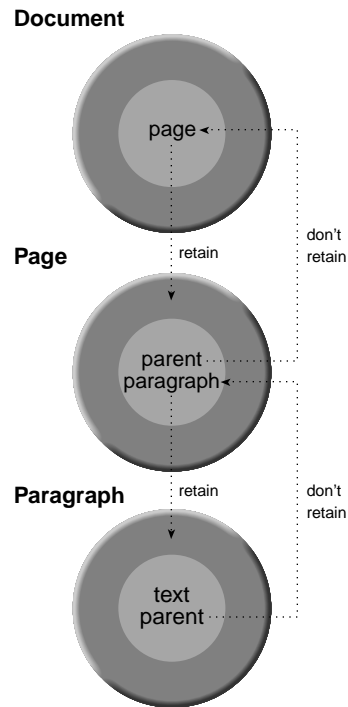 Document
page
retain
don't
retain
Page
parent
paragraph
retain
don't
retain
Paragraph
text
parent